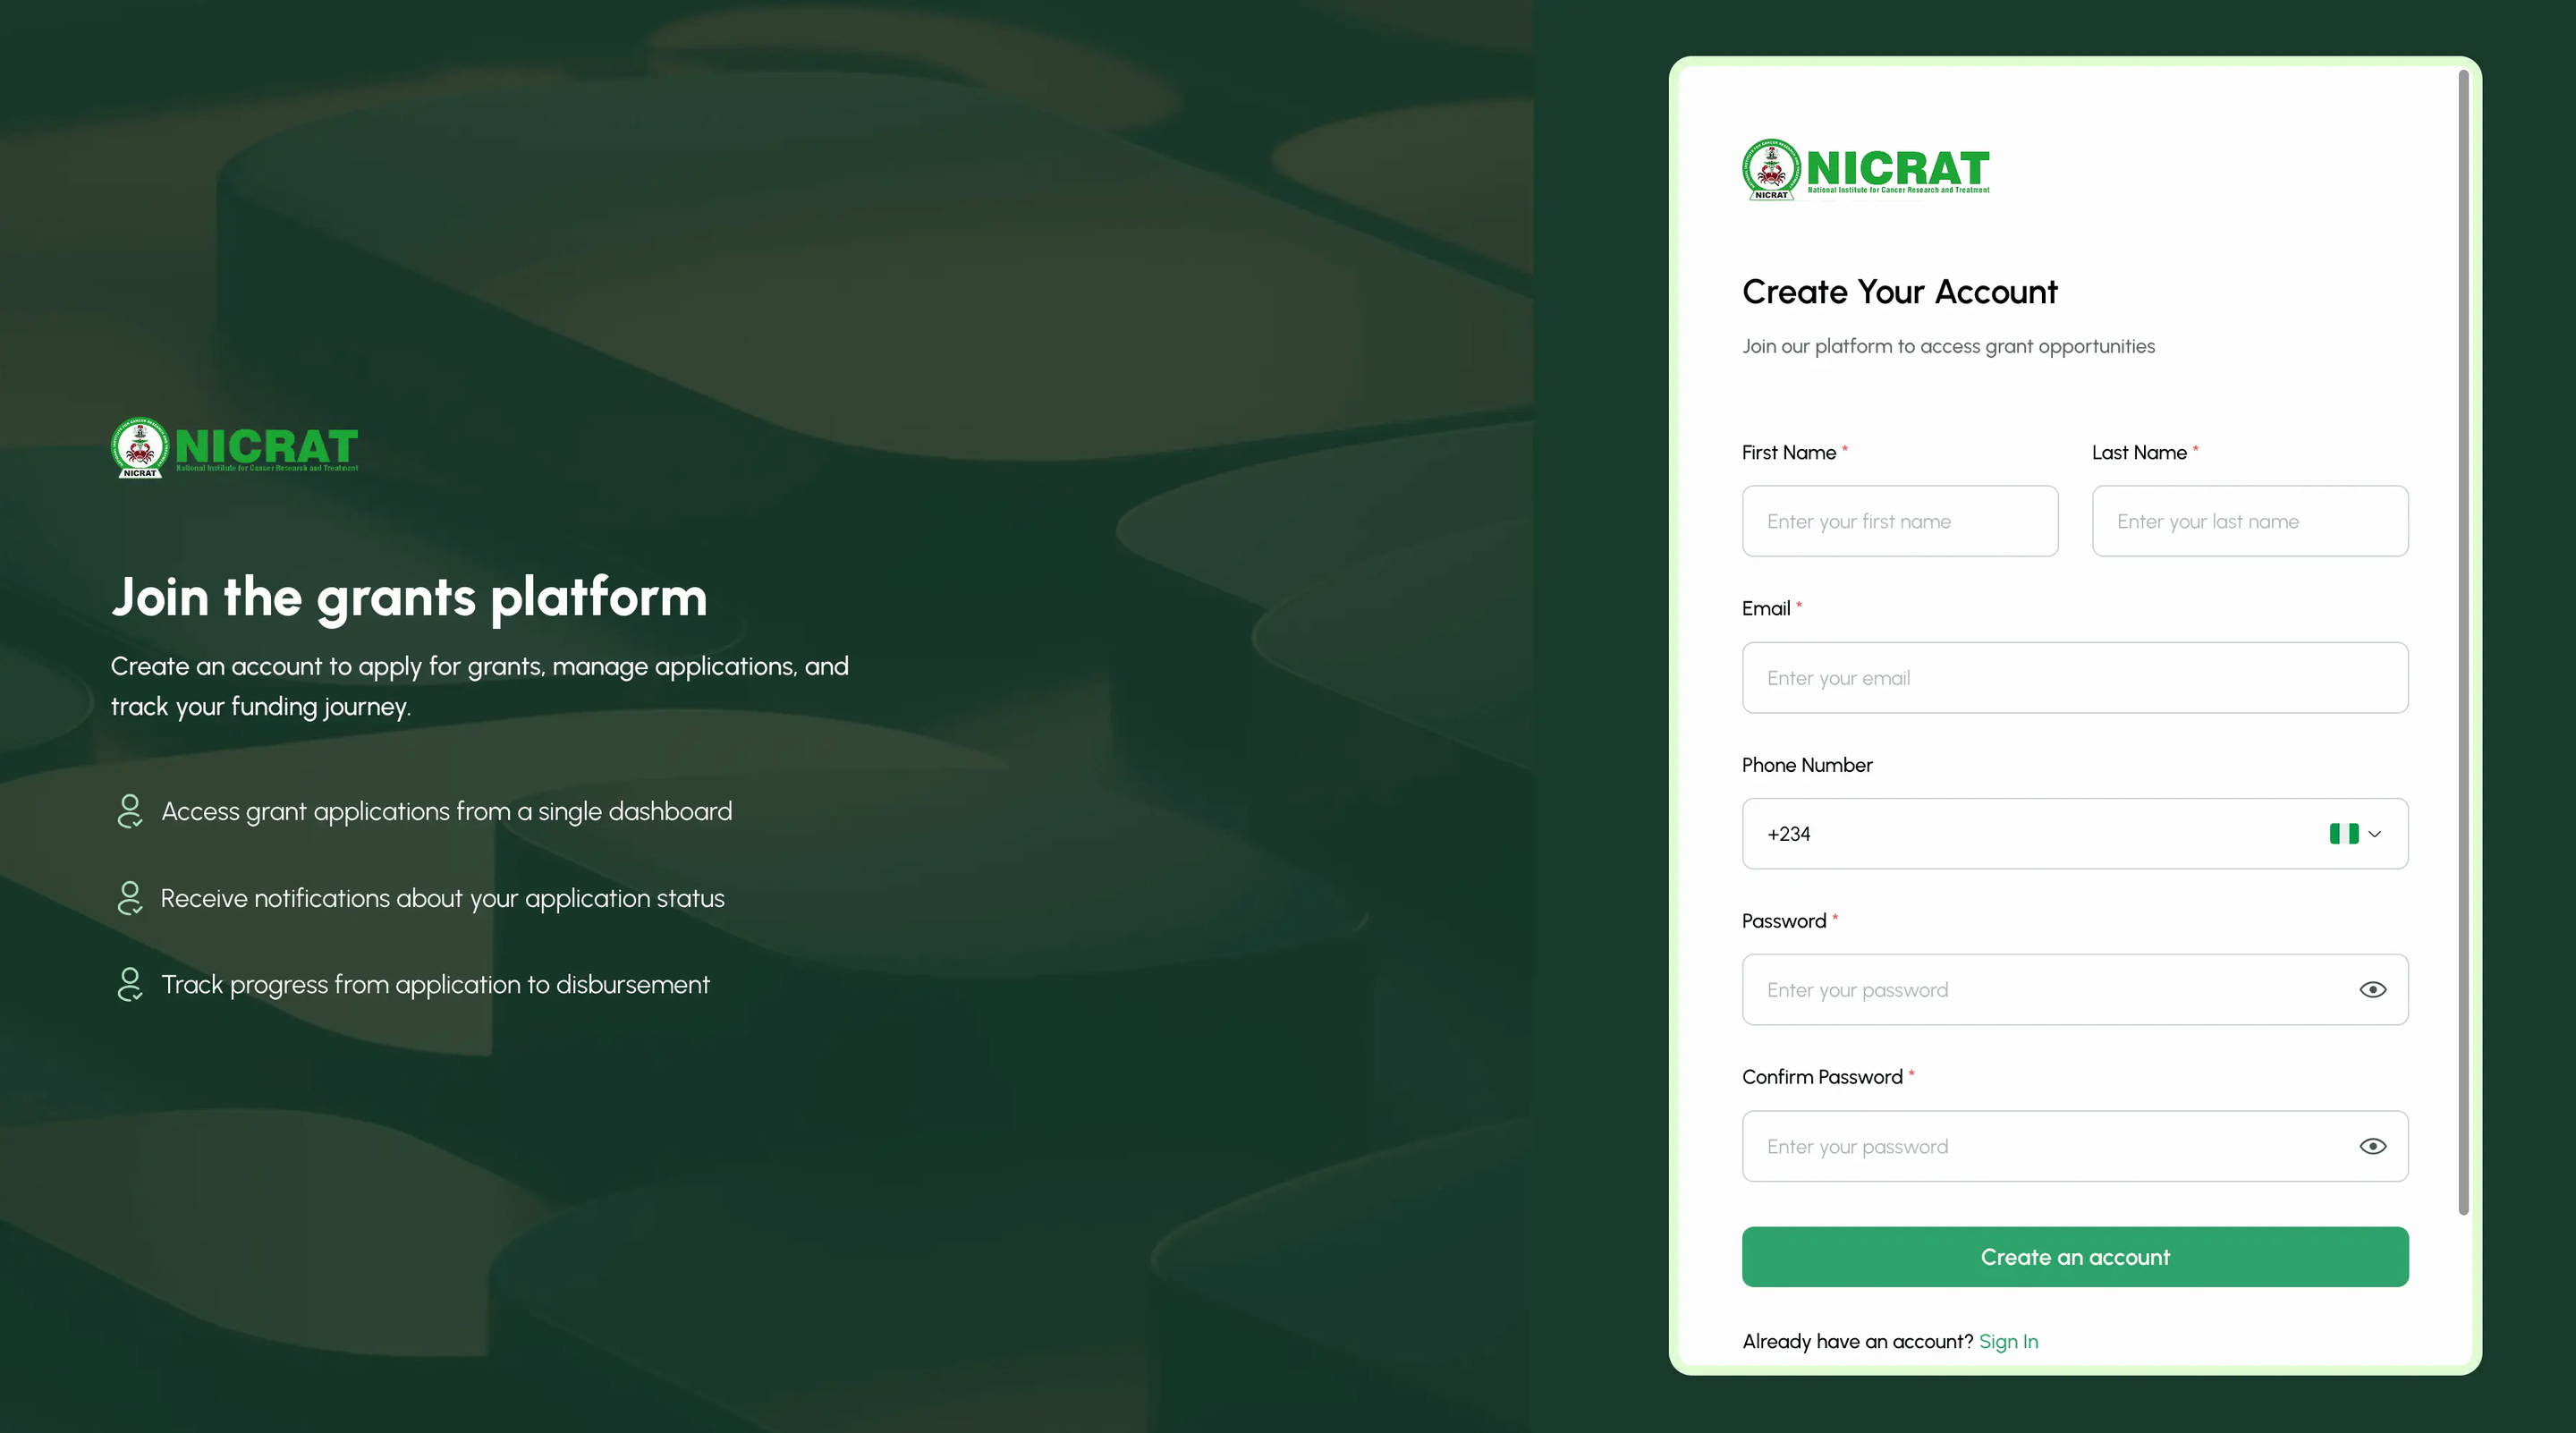 NICRAT
NICRAT
National Institute for Cancer Research and Treatment
Join the grants platform
Create an account to apply for grants, manage applications, and
track your funding journey.
Access grant applications from a single dashboard
Receive notifications about your application status
Track progress from application to disbursement
NICRAT
NICRAT
National Institute for Cancer Research and Treatment
Create Your Account
Join our platform to access grant opportunities
First Name *
Last Name *
Enter your first name
Enter your last name
Email *
Enter your email
Phone Number
+234
Password *
Enter your password
Confirm Password *
Enter your password
Create an account
Already have an account? Sign In